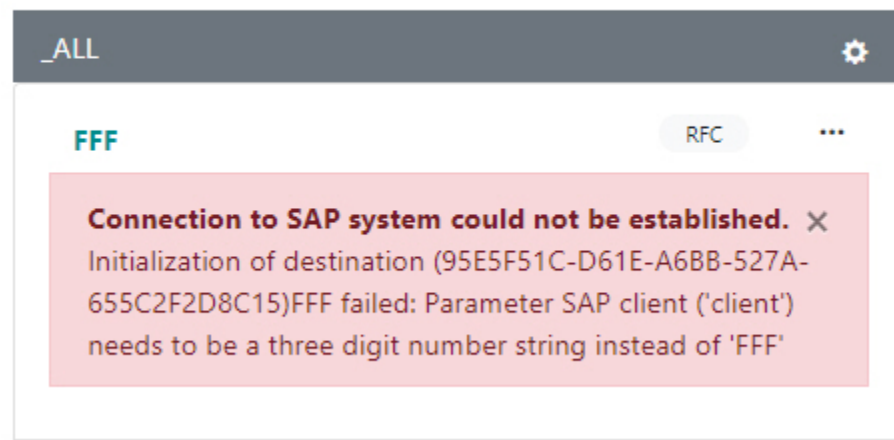 _ALL
FFF RFC ...
Connection to SAP system could not be established.
Initialization of destination (95E5F51C-D61E-A6BB-527A-
655C2F2D8C15)FFF failed: Parameter SAP client ('client')
needs to be a three digit number string instead of 'FFF'